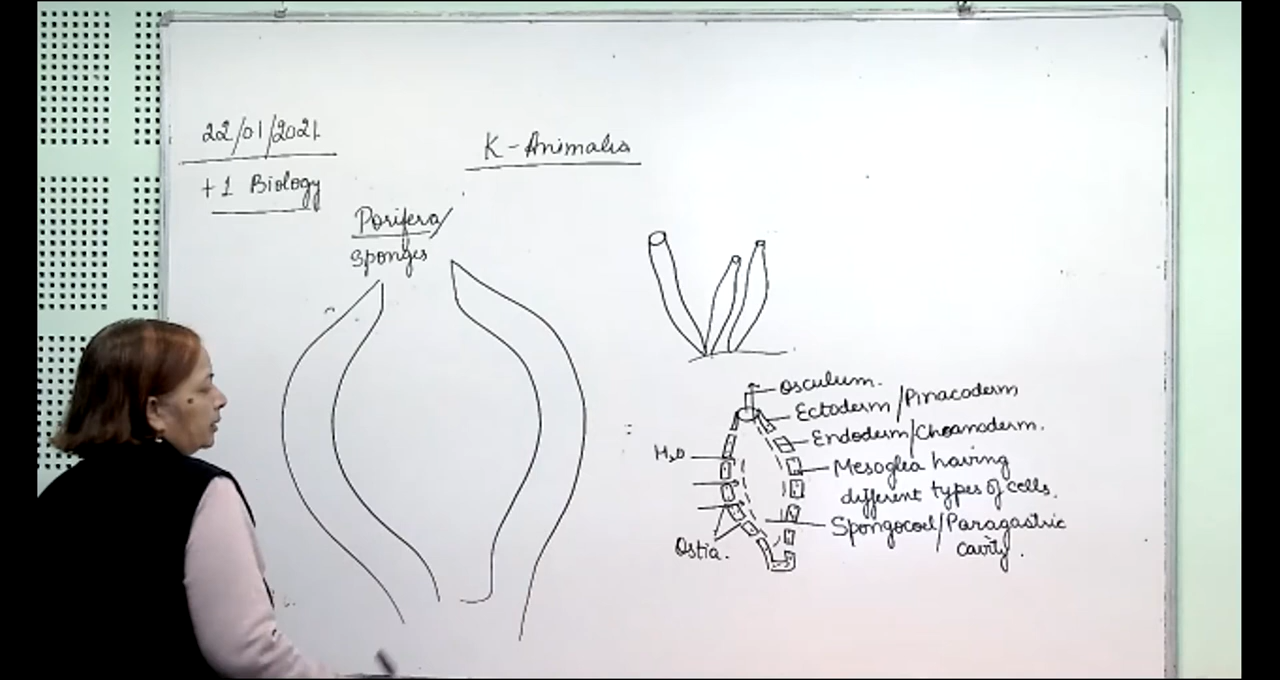 22/01/2021
+1 Biology
K-Animalia
Porifera/
Sponges
Osculum.
Ectoderm/Pinacoderm
Endoderm/Choanoderm.
H2O
Mesoglea having
different types of cells.
Spongocoel/Paragastric
cavity.
Ostia.